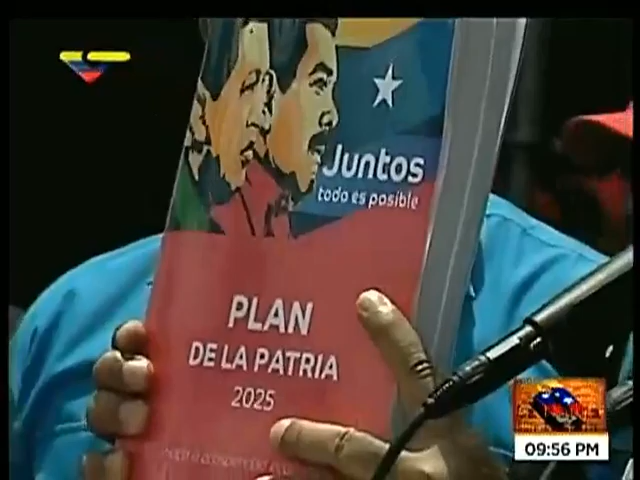 Juntos
todo es posible
PLAN
DE LA PATRIA
2025
09:56 PM